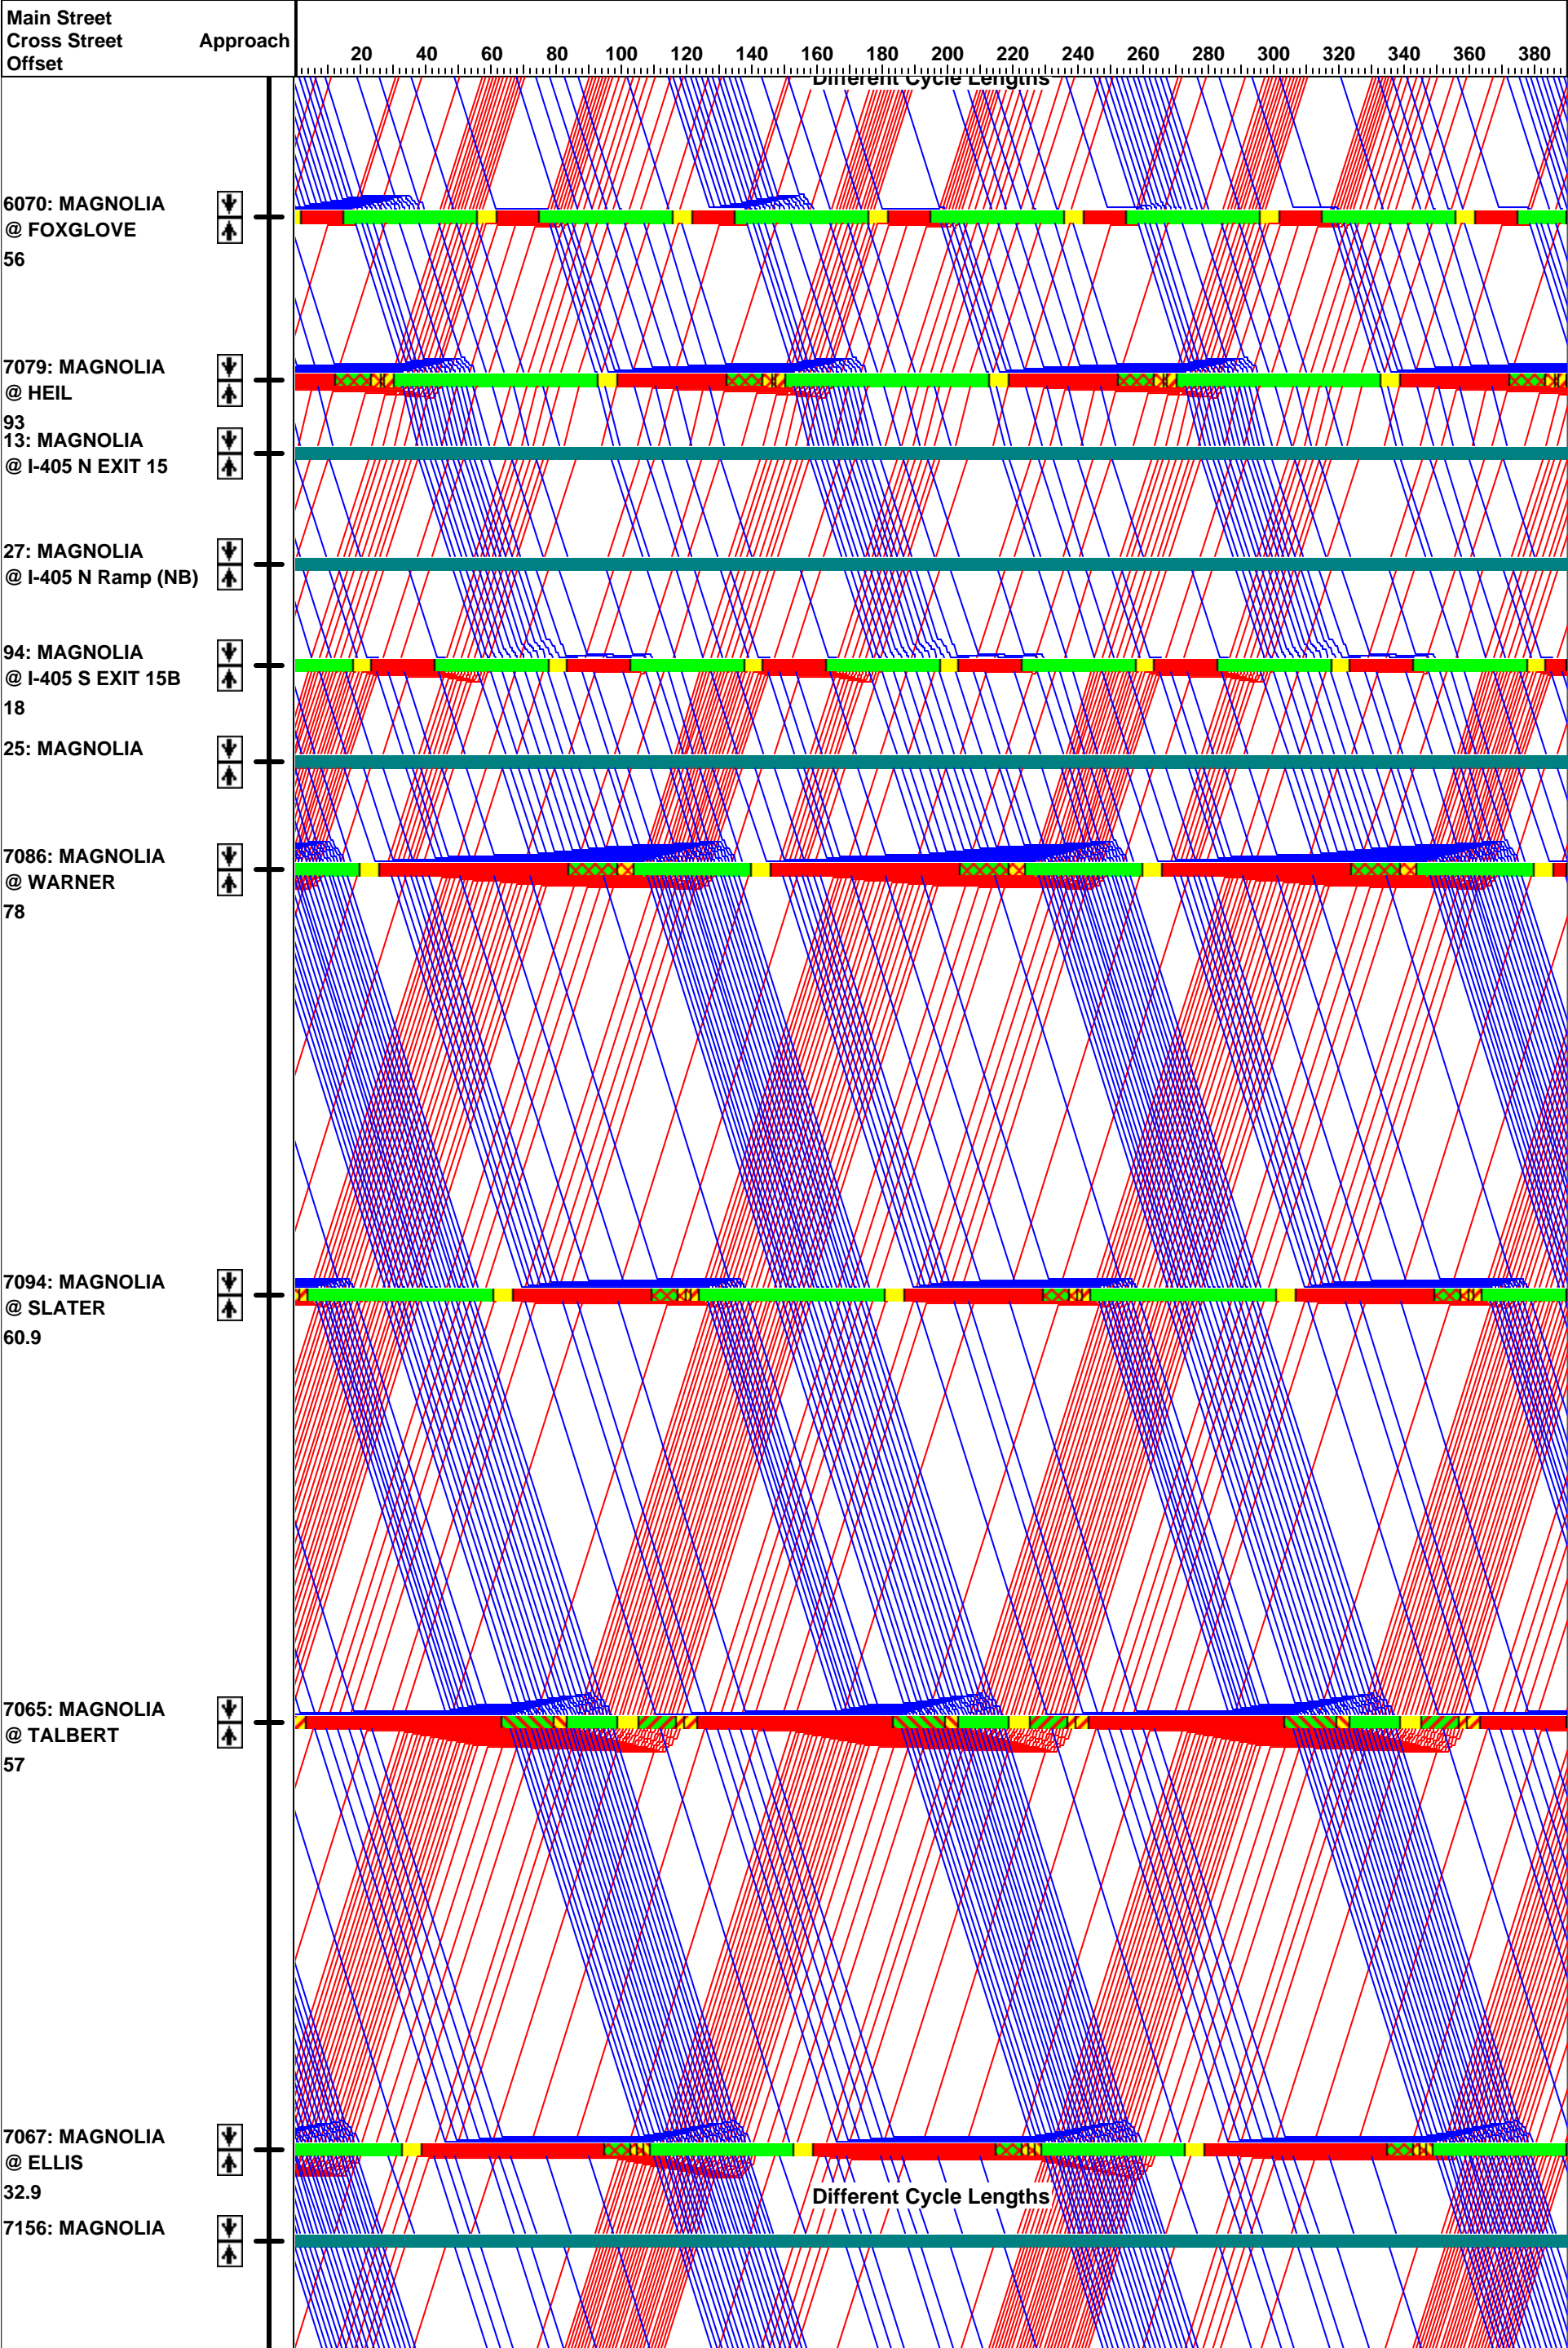 Main Street
Cross Street Approach
Offset
20 40 60 80 100 120 140 160 180 200 220 240 260 280 300 320 340 360 380
Different Cycle Lengths
6070: MAGNOLIA
@ FOXGLOVE
56
7079: MAGNOLIA
@ HEIL
93
13: MAGNOLIA
@ I-405 N EXIT 15
27: MAGNOLIA
@ I-405 N Ramp (NB)
94: MAGNOLIA
@ I-405 S EXIT 15B
18
25: MAGNOLIA
7086: MAGNOLIA
@ WARNER
78
7094: MAGNOLIA
@ SLATER
60.9
7065: MAGNOLIA
@ TALBERT
57
7067: MAGNOLIA
@ ELLIS
32.9
Different Cycle Lengths
7156: MAGNOLIA